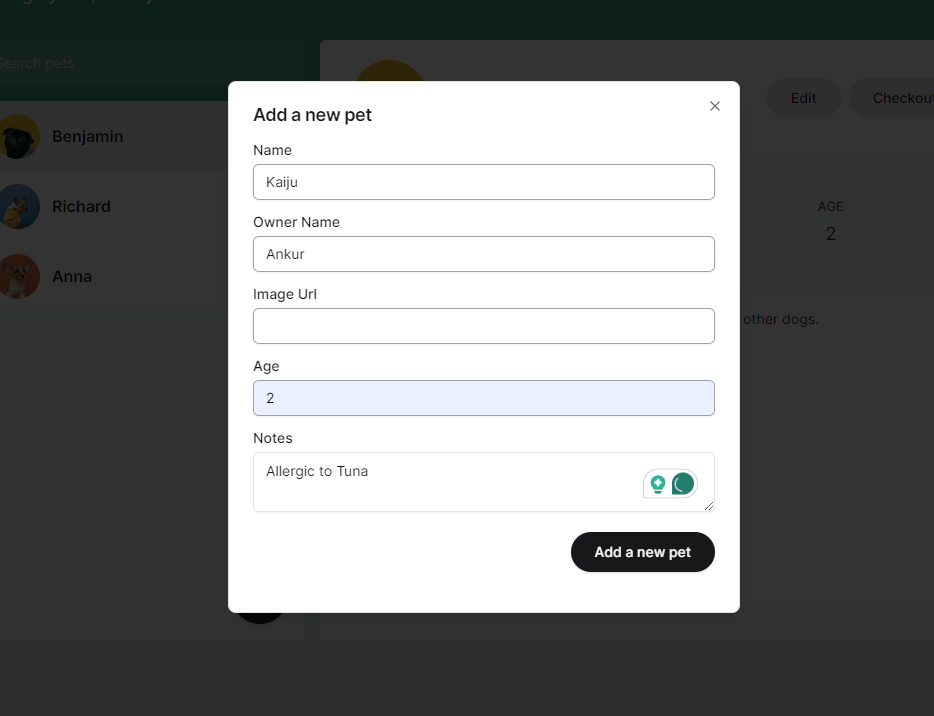 Search pets
Benjamin
Richard
Anna
Edit
Checkout
AGE
2
other dogs.
Add a new pet
Name
Kaiju
Owner Name
Ankur
Image Url
Age
2
Notes
Allergic to Tuna
Add a new pet